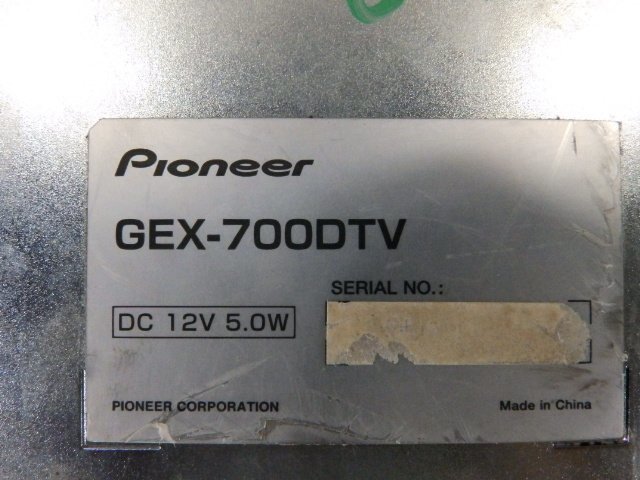 Pioneer
GEX-700DTV
SERIAL NO.:
DC 12V 5.0W
PIONEER CORPORATION
Made in China